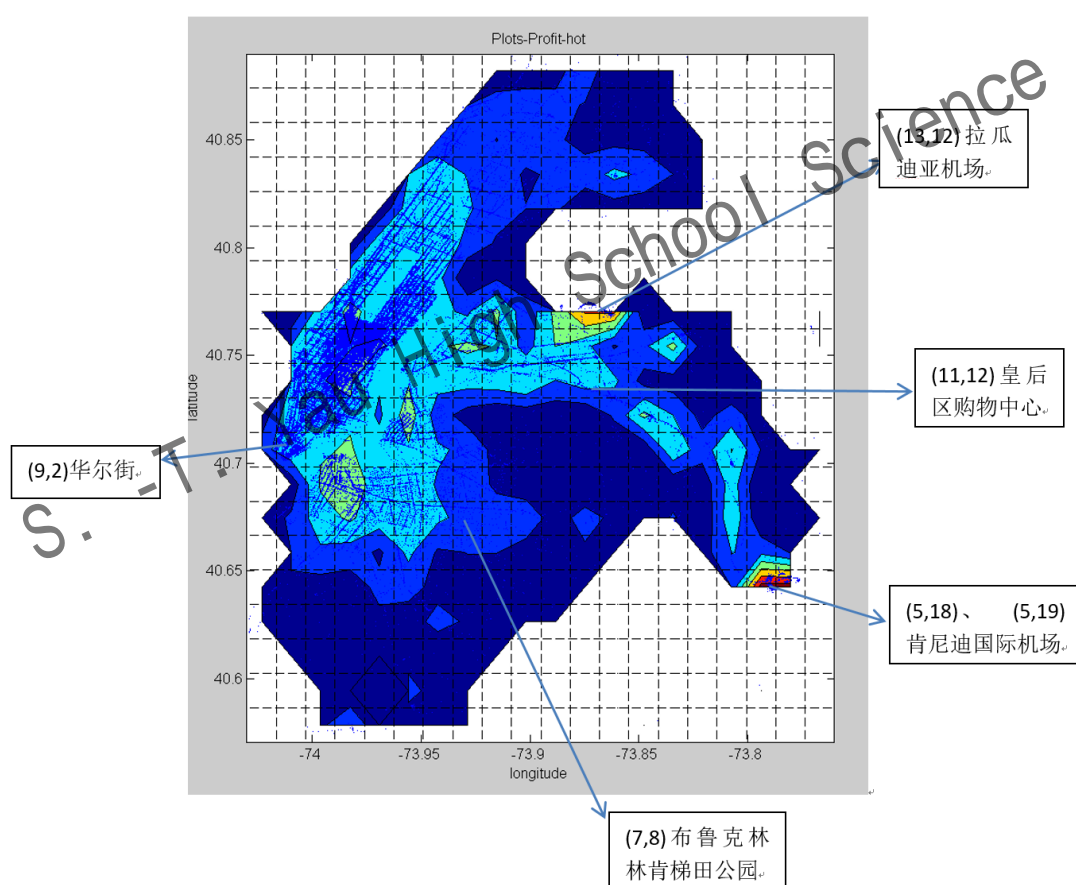 Plots-Profit-hot
40.85
40.8
40.75
40.7
40.65
40.6
latitude
-74
-73.95
-73.9
-73.85
-73.8
longitude
(13,12)拉瓜
迪亚机场
(11,12)皇后
区购物中心
(9,2)华尔街
(5,18)、 (5,19)
肯尼迪国际机场
(7,8)布鲁克林
林肯梯田公园
S. -T. Yau High School Science